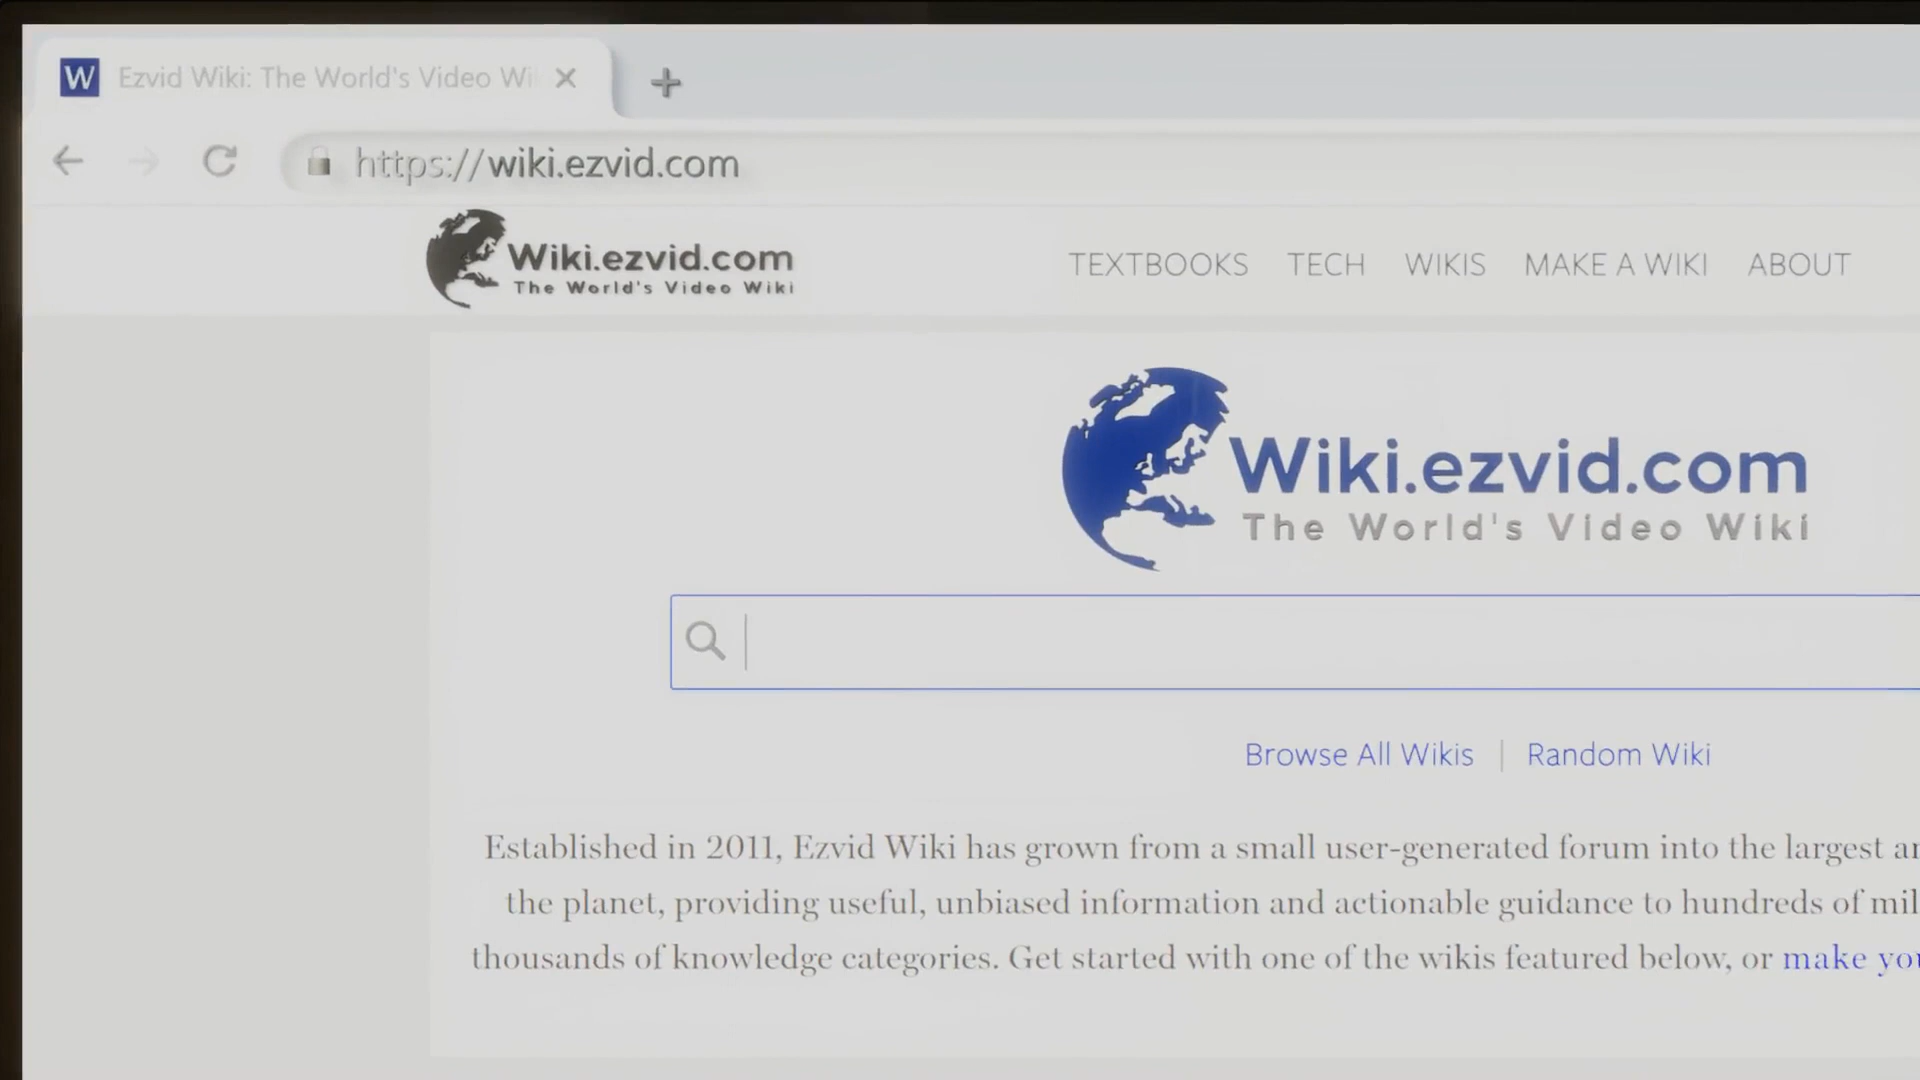 W Ezvid Wiki: The World's Video Wi
https://wiki.ezvid.com
Wiki.ezvid.com
The World's Video Wiki
TEXTBOOKS TECH WIKIS MAKE A WIKI ABOUT
Wiki.ezvid.com
The World's Video Wiki
Browse All Wikis | Random Wiki
Established in 2011, Ezvid Wiki has grown from a small user-generated forum into the largest
the planet, providing useful, unbiased information and actionable guidance to hundreds of
thousands of knowledge categories. Get started with one of the wikis featured below, or make